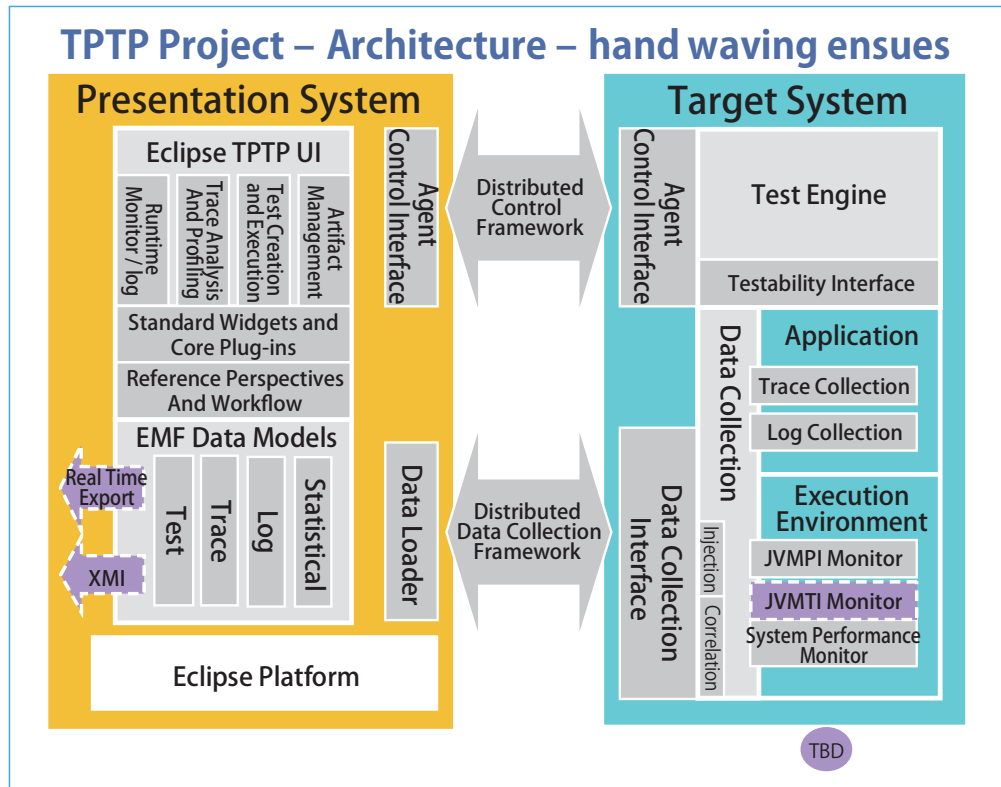 TPTP Project – Architecture – hand waving ensues
Presentation System
Eclipse TPTP UI
Runtime
Monitor / log
Trace Analysis
And Profiling
Test Creation
and Execution
Artifact
Management
Standard Widgets and
Core Plug-ins
Reference Perspectives
And Workflow
EMF Data Models
Real Time
Export
XMI
Test
Trace
Log
Statistical
Eclipse Platform
Agent
Control Interface
Data Loader
Distributed
Control
Framework
Distributed
Data Collection
Framework
Target System
Agent
Control Interface
Test Engine
Testability Interface
Data Collection
Interface
Data Collection
Injection
Correlation
Application
Trace Collection
Log Collection
Execution
Environment
JVMPI Monitor
JVMTI Monitor
System Performance
Monitor
TBD